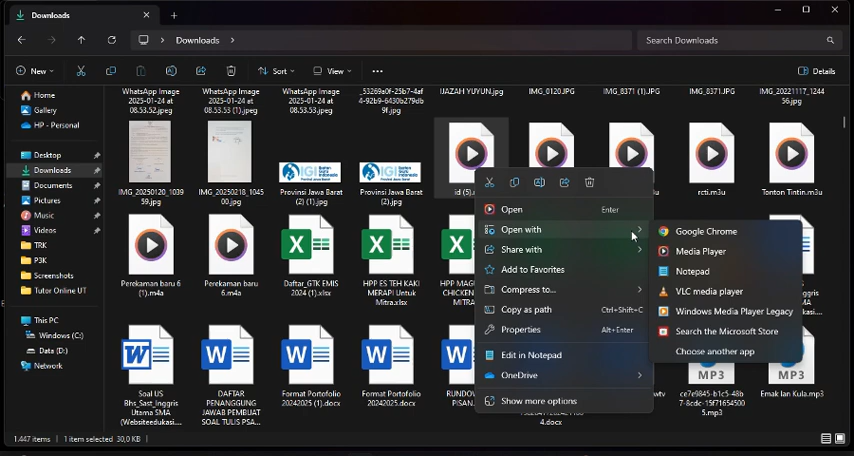 Downloads
Downloads
Search Downloads
New
Sort
View
Details
Home
Gallery
HP - Personal
Desktop
Downloads
Documents
Pictures
Music
Videos
TRK
P3K
Screenshots
Tutor Online UT
This PC
Windows (C:)
Data (D:)
Network
WhatsApp Image
2025-01-24 at
08.53.52.jpeg
WhatsApp Image
2025-01-24 at
08.53.53 (1).jpeg
WhatsApp Image
2025-01-24 at
08.53.53.jpeg
_53269a0f-25b7-4af
4-92b9-6430b279db
9f.jpg
IJAZAH YUYUN.jpg
IMG_0120.JPG
IMG_8371 (1).JPG
IMG_8371.JPG
IMG_20221117_1244
56.jpg
IMG_20250120_1039
59.jpg
IMG_20250218_1045
00.jpg
Provinsi Jawa Barat
(2) (1).jpg
Provinsi Jawa Barat
(2).jpg
id (5).
rcti.m3u
Tonton Tintin.m3u
Perekaman baru 6
(1).m4a
Perekaman baru
6.m4a
Daftar_GTK EMIS
2024 (1).xlsx
HPP ES TEH KAKI
MERAPI Untuk
Mitra.xlsx
HPP MAG
CHICKEN
MITRA
Soal US
Bhs_Sast_Inggris
Utama SMA
(Websiteedukasi....
DAFTAR
PENANGGUNG
JAWAB PEMBUAT
SOAL TULIS PSA...
Format Portofolio
20242025 (1).docx
Format Portofolio
20242025.docx
RUNDOV
PISAN.
4.docx
MP3
ce7e9845-b1c5-48b
7-8cdc-15f71654500
5.mp3
MP3
Emak Ian Kula.mp3
Open
Enter
Open with
Share with
Add to Favorites
Compress to...
Copy as path
Ctrl+Shift+C
Properties
Alt+Enter
Edit in Notepad
OneDrive
Show more options
Google Chrome
Media Player
Notepad
VLC media player
Windows Media Player Legacy
Search the Microsoft Store
Choose another app
1.447 items
1 item selected 30,0 KB